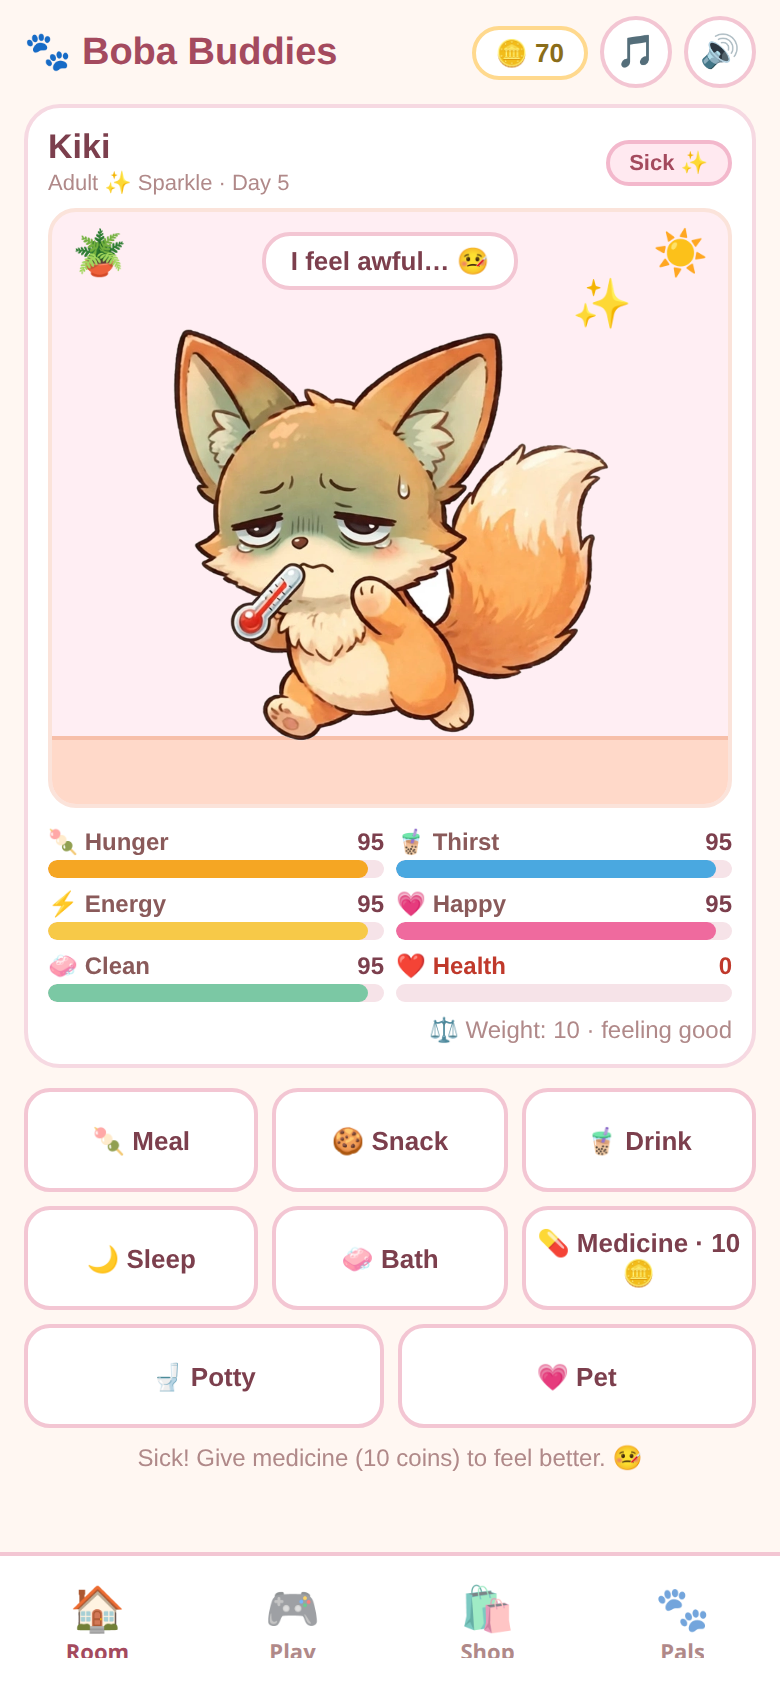 🐾 Boba Buddies 🪙 70 🎵 🔊
Kiki
Adult ✨ Sparkle · Day 5
Sick ✨
I feel awful... 🤒
🍡 Hunger 95
🧋 Thirst 95
⚡ Energy 95
💗 Happy 95
🧼 Clean 95
❤️ Health 0
⚖️ Weight: 10 · feeling good
🍡 Meal
🍪 Snack
🧋 Drink
🌙 Sleep
🧼 Bath
💊 Medicine · 10
🪙
🚽 Potty
💗 Pet
Sick! Give medicine (10 coins) to feel better. 🤒
Room
Play
Shop
Pals